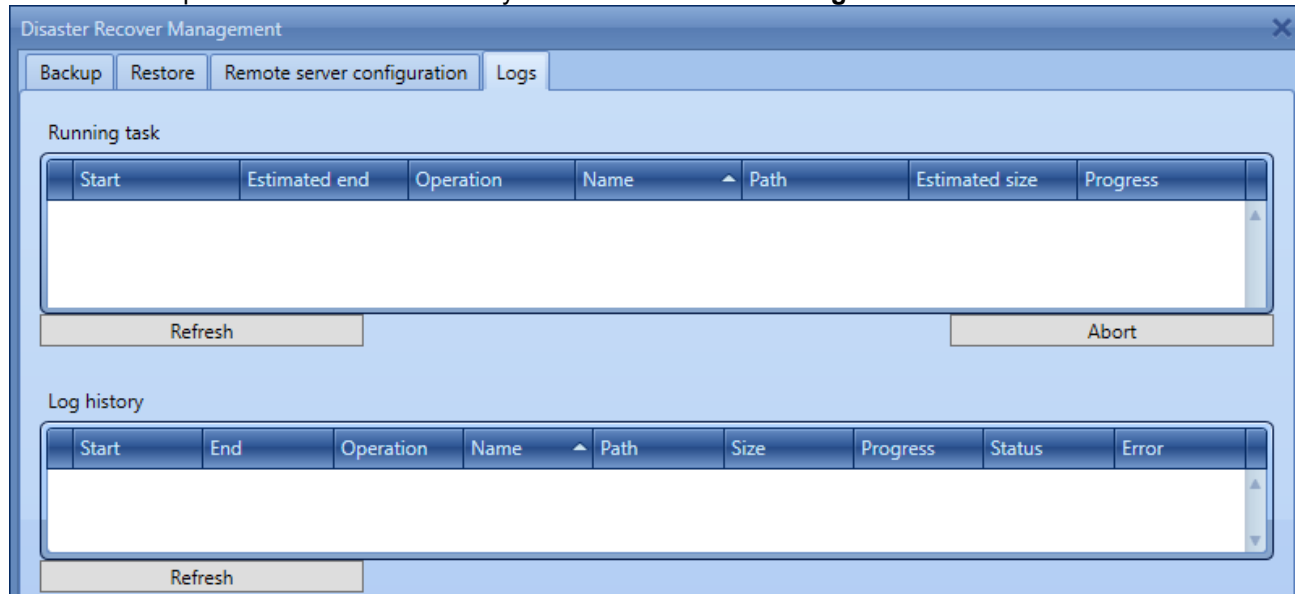 Disaster Recover Management
Backup Restore Remote server configuration Logs
Running task
Start Estimated end Operation Name Path Estimated size Progress
Refresh Abort
Log history
Start End Operation Name Path Size Progress Status Error
Refresh